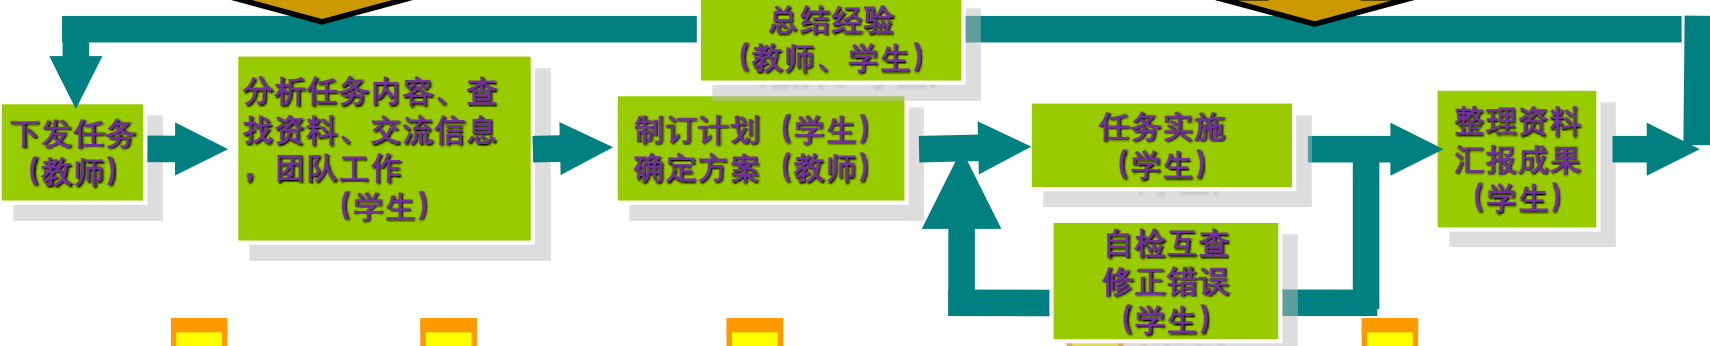 总结经验
（教师、学生）
下发任务
（教师）
分析任务内容、查
找资料、交流信息
，团队工作
（学生）
制订计划（学生）
确定方案（教师）
任务实施
（学生）
自检互查
修正错误
（学生）
整理资料
汇报成果
（学生）